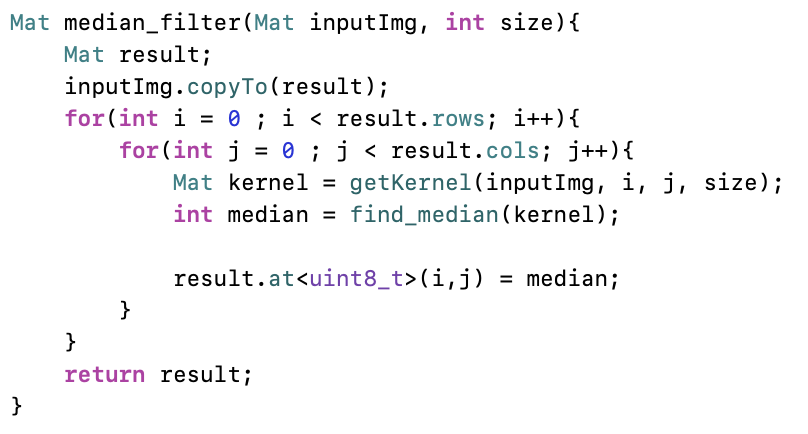 Mat median_filter(Mat inputImg, int size){
    Mat result;
    inputImg.copyTo(result);
    for(int i = 0 ; i < result.rows; i++){
        for(int j = 0 ; j < result.cols; j++){
            Mat kernel = getKernel(inputImg, i, j, size);
            int median = find_median(kernel);

            result.at<uint8_t>(i,j) = median;
        }
    }
    return result;
}